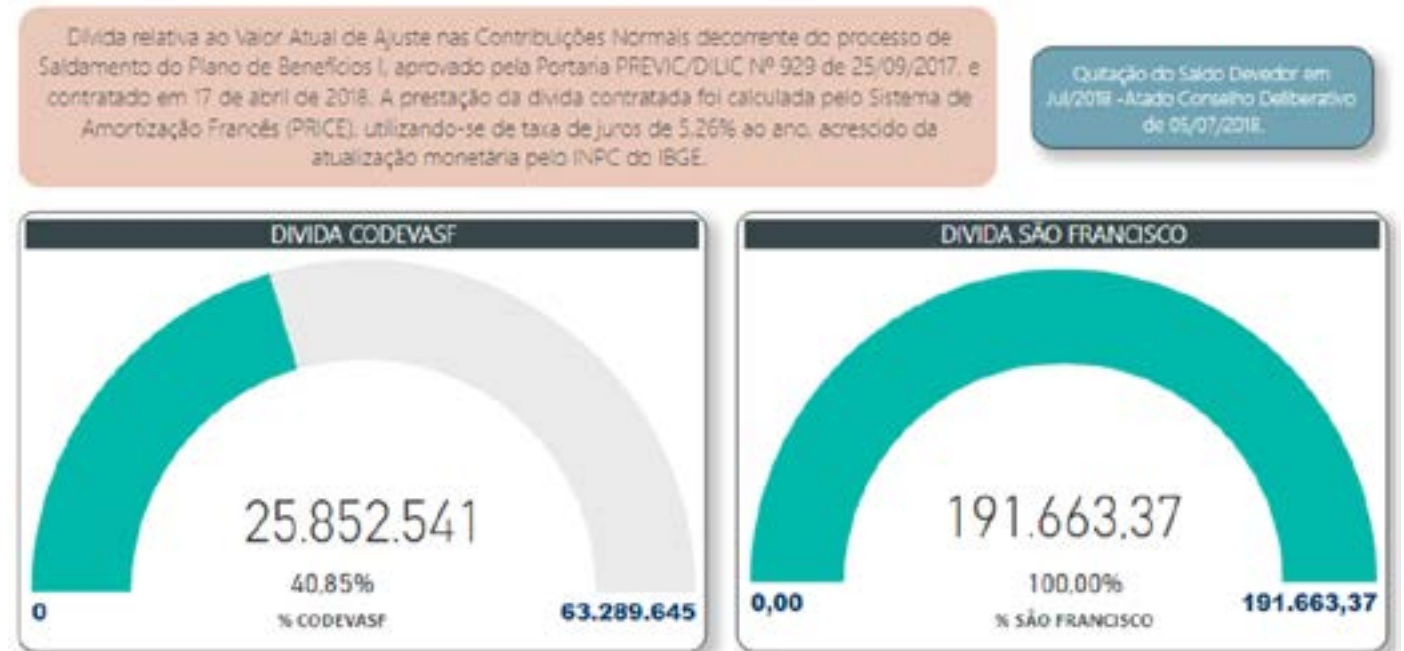 Dívida relativa ao Valor Atual de Ajuste nas Contribuições Normais decorrente do processo de
Saldamento do Plano de Benefícios I, aprovado pela Portaria PREVIC/DILIC Nº 929 de 25/09/2017, e
contratado em 17 de abril de 2018. A prestação da dívida contratada foi calculada pelo Sistema de
Amortização Francês (PRICE), utilizando-se de taxa de juros de 5,26% ao ano, acrescido da
atualização monetária pelo INPC do IBGE.
Quitação do Saldo Devedor em
Jul/2018 -Atado Conselho Deliberativo
de 05/07/2018.
DIVIDA CODEVASF
25.852.541
40,85%
% CODEVASF
0
63.289.645
DIVIDA SÃO FRANCISCO
191.663,37
100,00%
% SÃO FRANCISCO
0,00
191.663,37